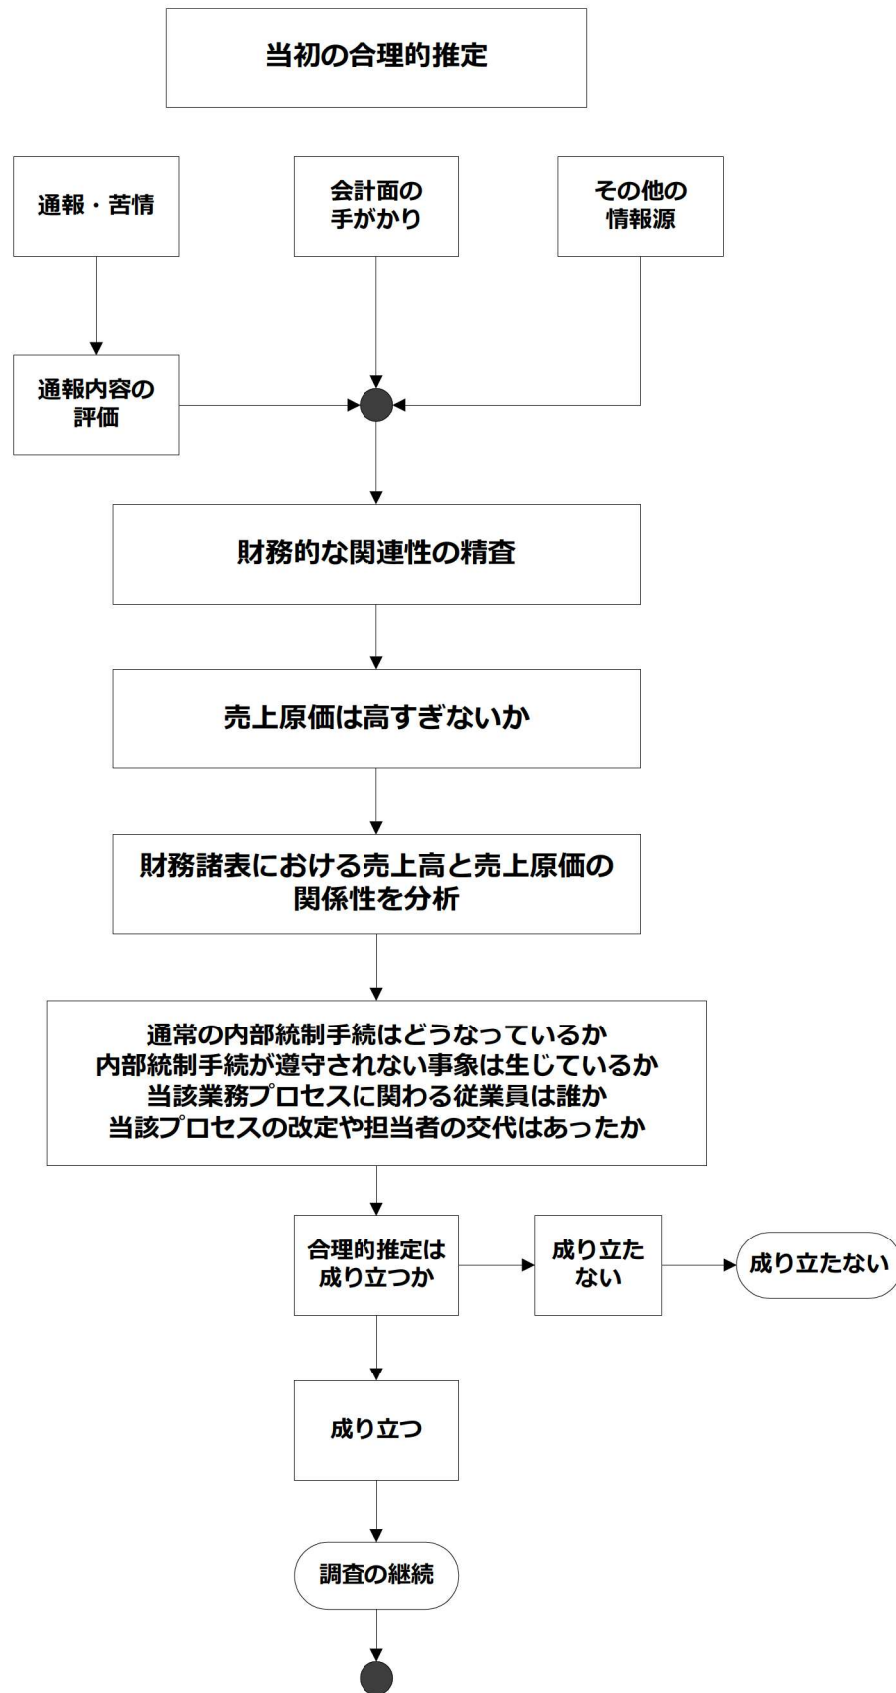 当初の合理的推定
通報・苦情
会計面の
手がかり
その他の
情報源
通報内容の
評価
財務的な関連性の精査
売上原価は高すぎないか
財務諸表における売上高と売上原価の
関係性を分析
通常の内部統制手続はどうなっているか
内部統制手続が遵守されない事象は生じているか
当該業務プロセスに関わる従業員は誰か
当該プロセスの改定や担当者の交代はあったか
合理的推定は
成り立つか
成り立た
ない
成り立たない
成り立つ
調査の継続